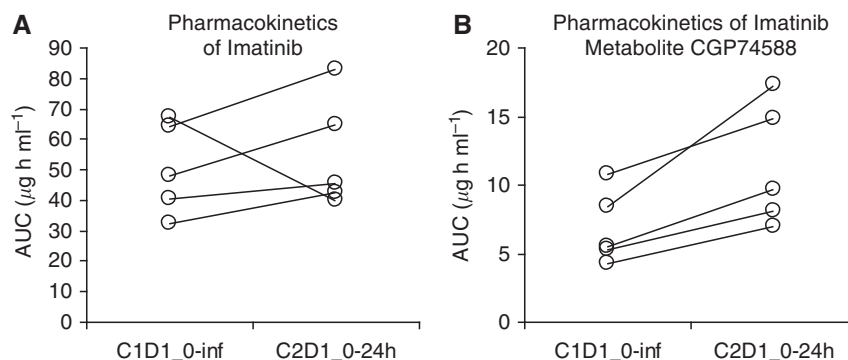 A
Pharmacokinetics
of Imatinib
90
80
70
60
50
40
30
20
10
0
AUC (μg h ml⁻¹)
C1D1_0-inf
C2D1_0-24h
B
Pharmacokinetics of Imatinib
Metabolite CGP74588
20
15
10
5
0
AUC (μg h ml⁻¹)
C1D1_0-inf
C2D1_0-24h